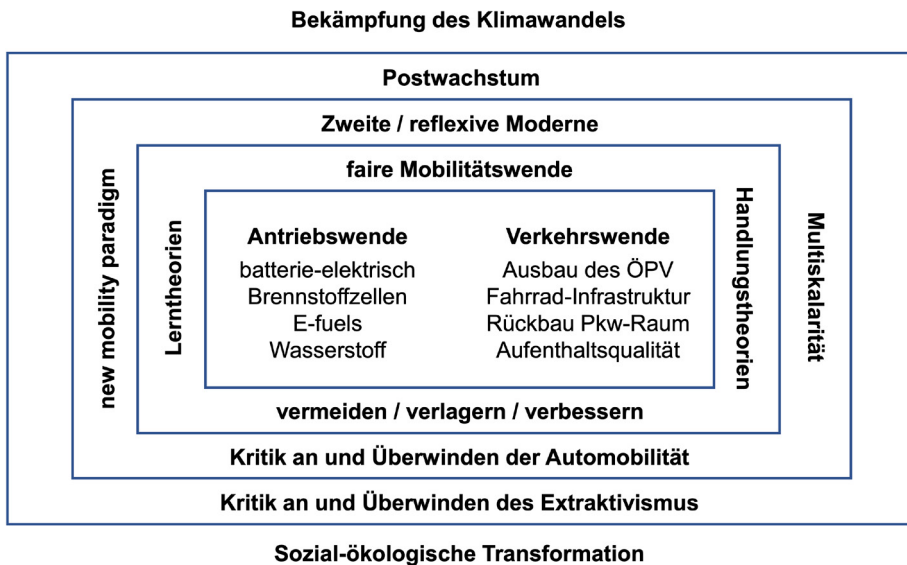 Bekämpfung des Klimawandels
Postwachstum
Zweite / reflexive Moderne
faire Mobilitätswende
new mobility paradigm
Lerntheorien
Antriebswende
batterie-elektrisch
Brennstoffzellen
E-fuels
Wasserstoff
Verkehrswende
Ausbau des ÖPV
Fahrrad-Infrastruktur
Rückbau Pkw-Raum
Aufenthaltsqualität
Handlungstheorien
Multiskalarität
vermeiden / verlagern / verbessern
Kritik an und Überwinden der Automobilität
Kritik an und Überwinden des Extraktivismus
Sozial-ökologische Transformation